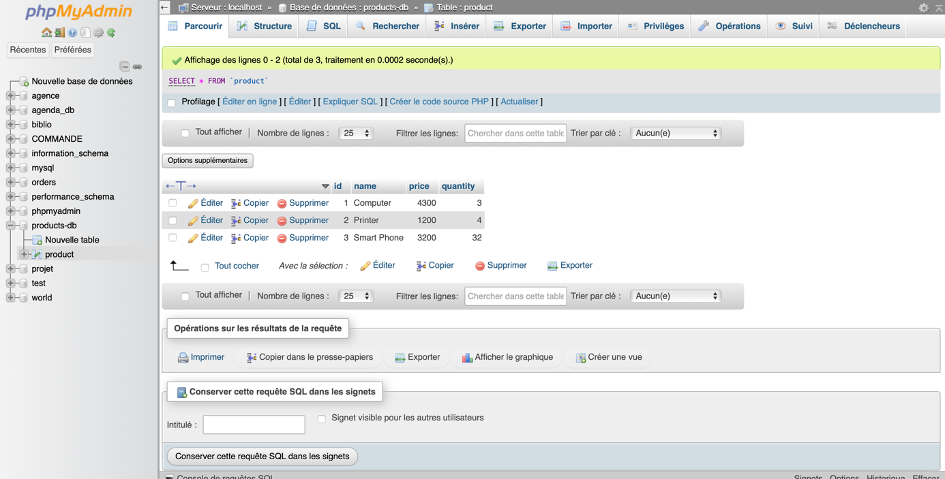 phpMyAdmin
Récentes Préférées
Nouvelle base de données
agence
agenda_db
biblio
COMMANDE
information_schema
mysql
orders
performance_schema
phpmyadmin
products-db
Nouvelle table
product
projet
test
world
Serveur : localhost » Base de données : products-db » Table : product
Parcourir Structure SQL Rechercher Insérer Exporter Importer Privilèges Opérations Suivi Déclencheurs
Affichage des lignes 0 - 2 (total de 3, traitement en 0.0002 seconde(s).)
SELECT * FROM `product`
Profilage [ Éditer en ligne ] [ Éditer ] [ Expliquer SQL ] [ Créer le code source PHP ] [ Actualiser ]
Tout afficher | Nombre de lignes : 25 Filtrer les lignes: Chercher dans cette table Trier par clé : Aucun(e)
Options supplémentaires
←T→ id name price quantity
Éditer Copier Supprimer 1 Computer 4300 3
Éditer Copier Supprimer 2 Printer 1200 4
Éditer Copier Supprimer 3 Smart Phone 3200 32
Tout cocher Avec la sélection : Éditer Copier Supprimer Exporter
Tout afficher | Nombre de lignes : 25 Filtrer les lignes: Chercher dans cette table Trier par clé : Aucun(e)
Opérations sur les résultats de la requête
Imprimer Copier dans le presse-papiers Exporter Afficher le graphique Créer une vue
Conserver cette requête SQL dans les signets
Intitulé : Signet visible pour les autres utilisateurs
Conserver cette requête SQL dans les signets
Console de requêtes SQL Signets Options Historique Effacer